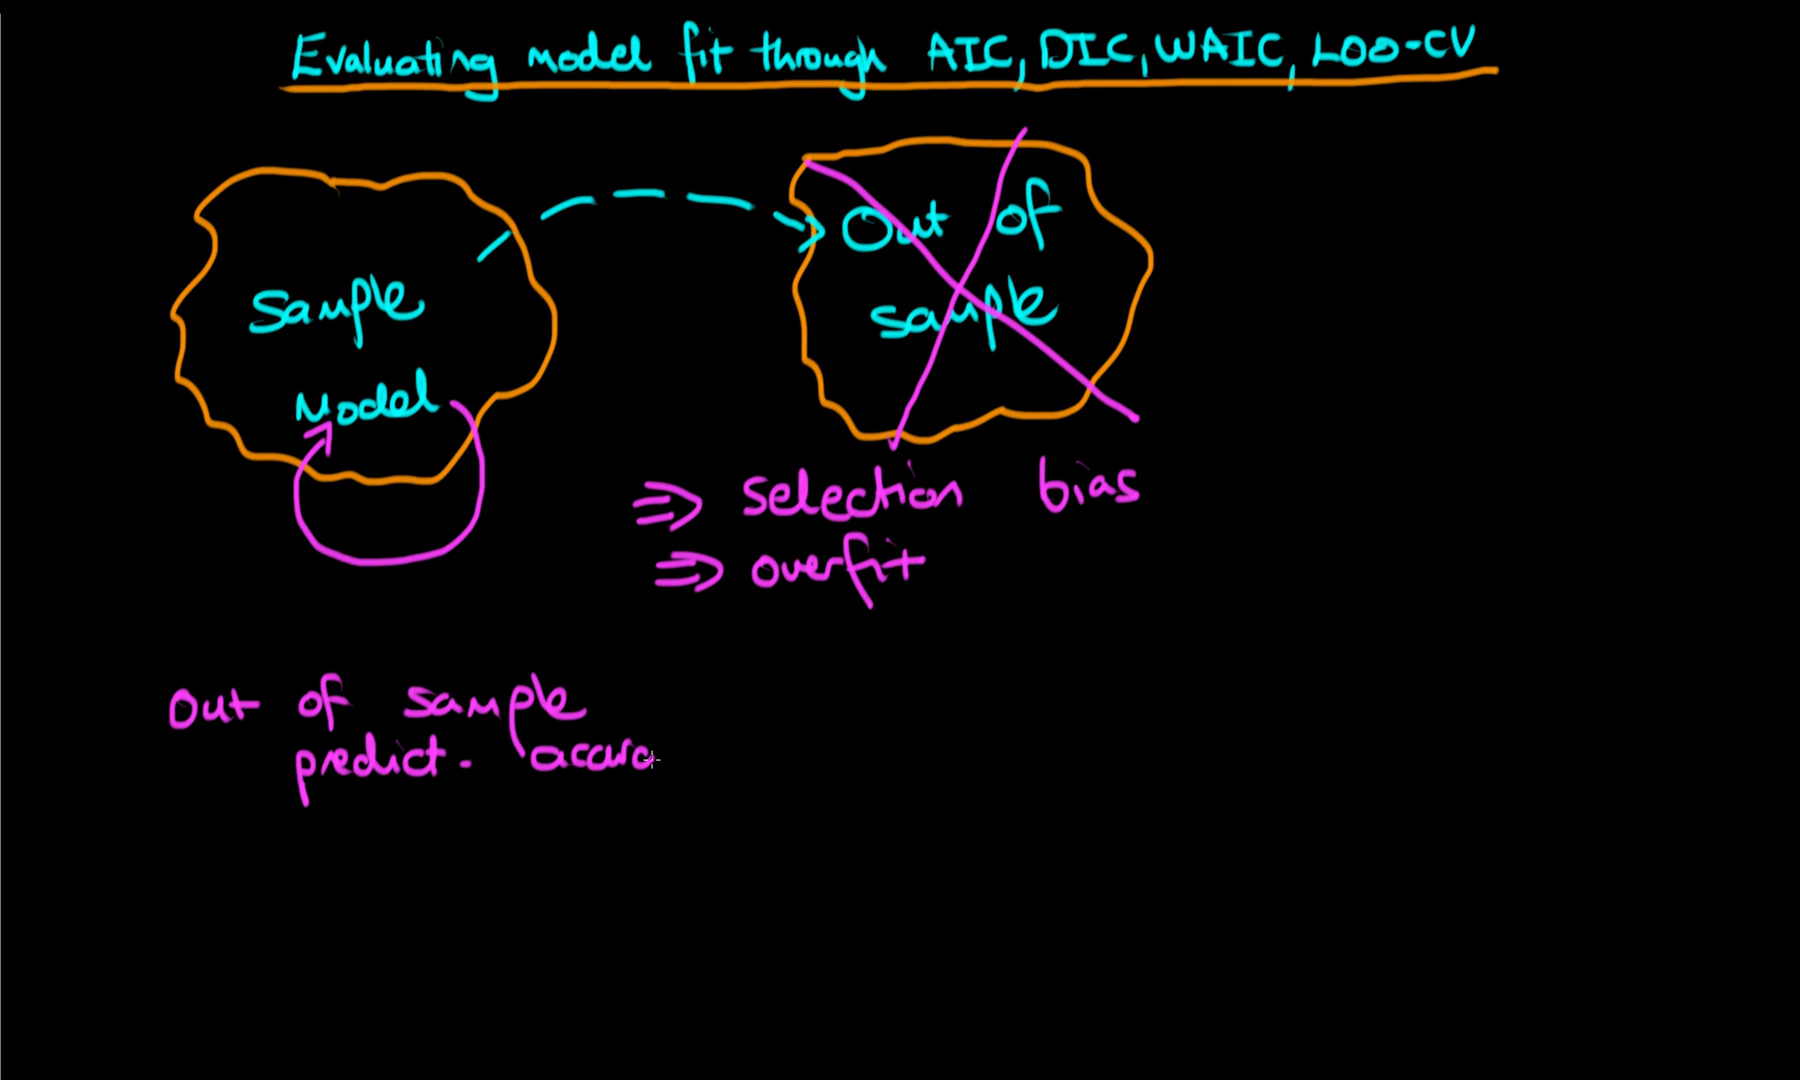 Evaluating model fit through AIC, DIC, WAIC, LOO-CV
Sample
Model
Out of
sample
⇒ selection bias
⇒ overfit
Out of sample
predict. accura